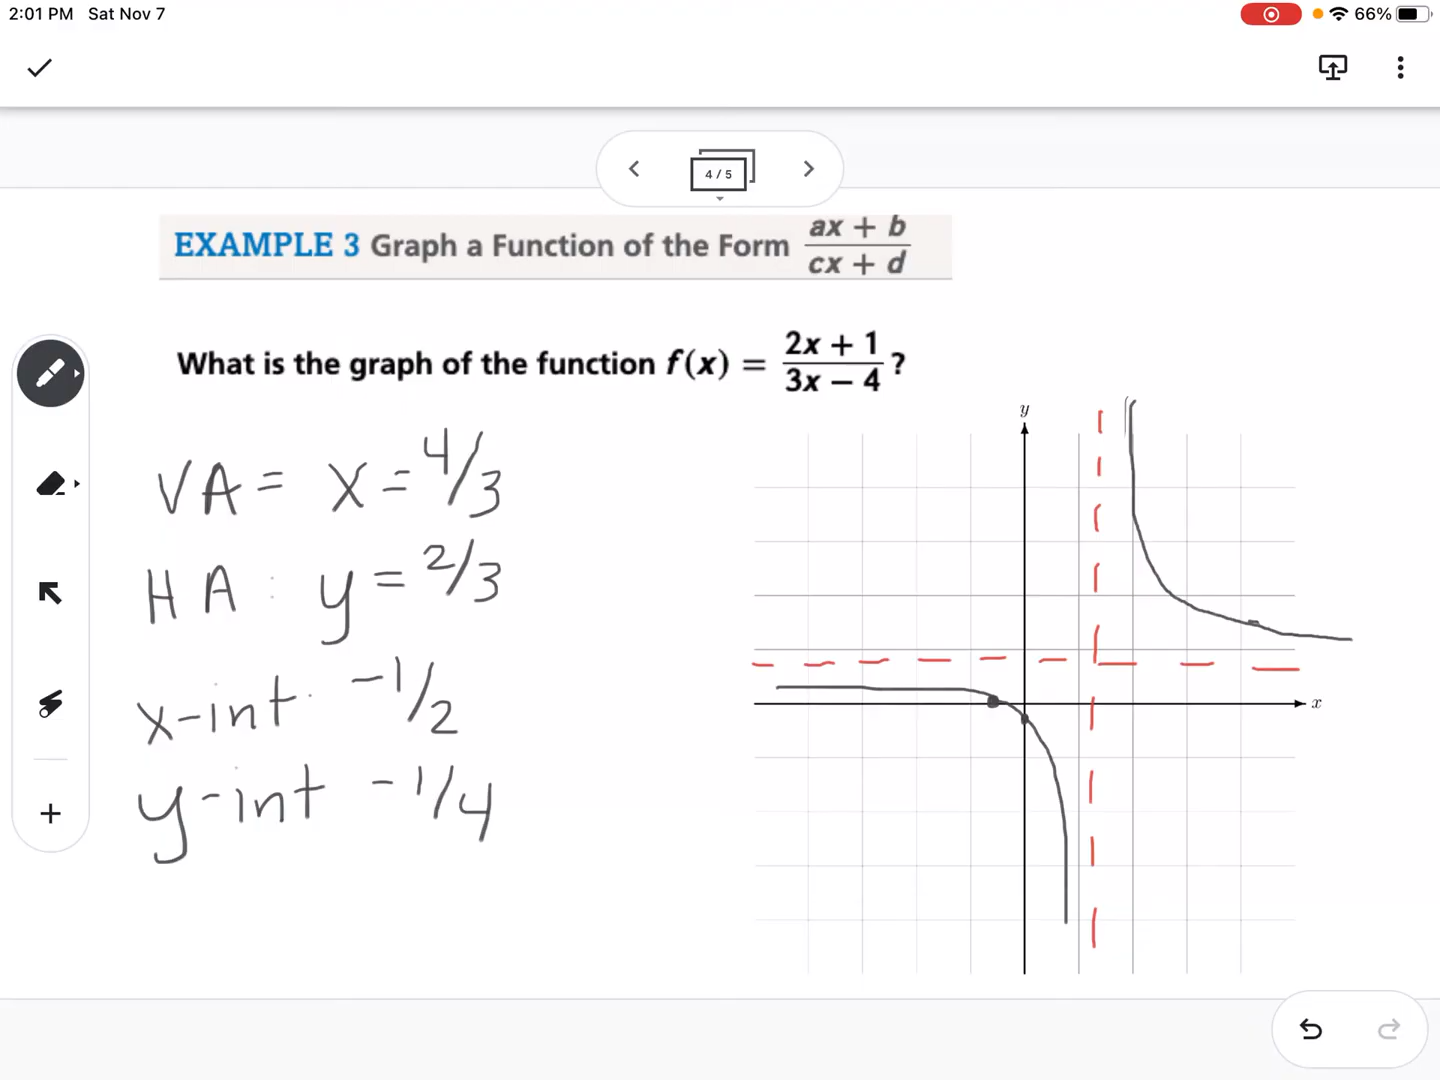 2:01 PM Sat Nov 7
66%
4 / 5
EXAMPLE 3 Graph a Function of the Form (ax + b)/(cx + d)
What is the graph of the function f(x) = (2x + 1)/(3x − 4)?
VA = x = 4/3
HA: y = 2/3
x-int. -1/2
y-int -1/4
y
x